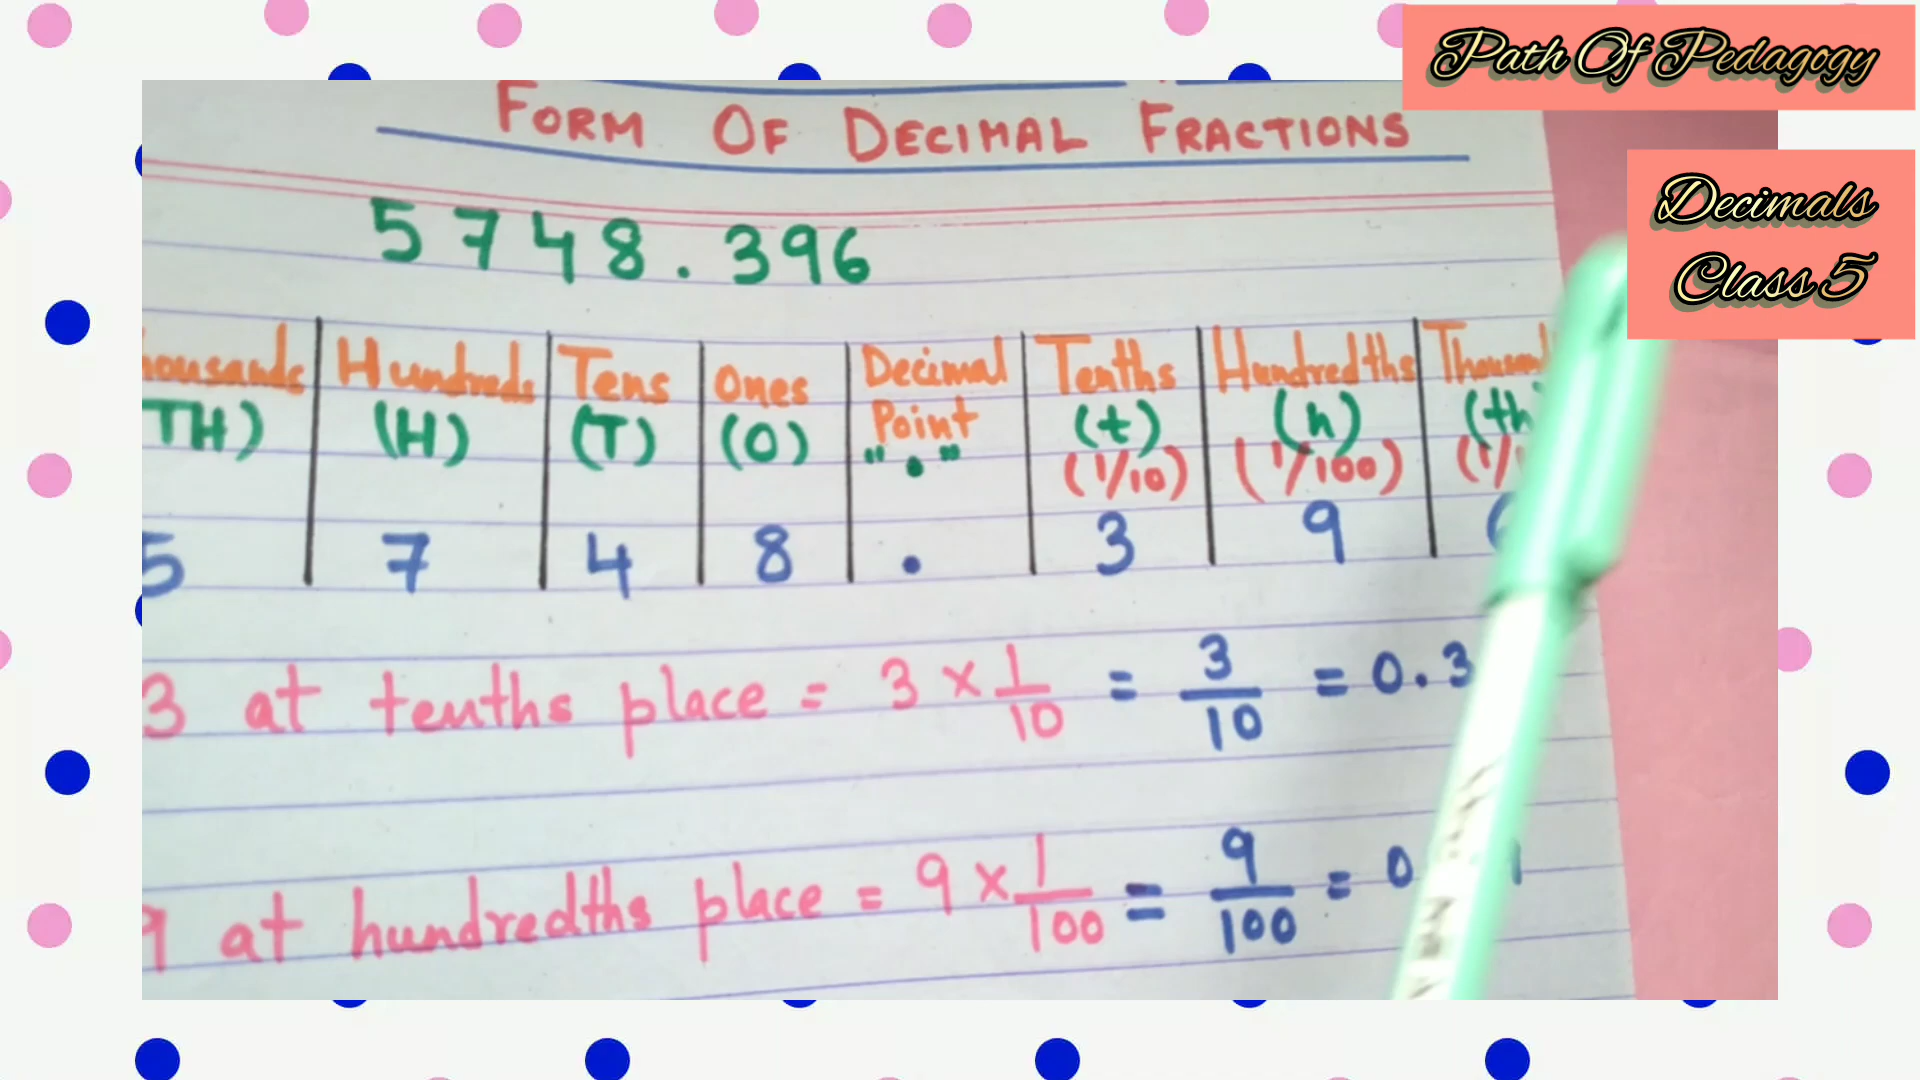 Path Of Pedagogy
Decimals
Class 5
FORM OF DECIMAL FRACTIONS
5748.396
Hundreds Tens Ones Decimal Tenths Hundredths
(H) (T) (O) Point (t) (h)
"." (1/10) (1/100)
5 7 4 8 . 3 9
3 at tenths place = 3 × 1/10 = 3/10 = 0.3
9 at hundredths place = 9 × 1/100 = 9/100 =